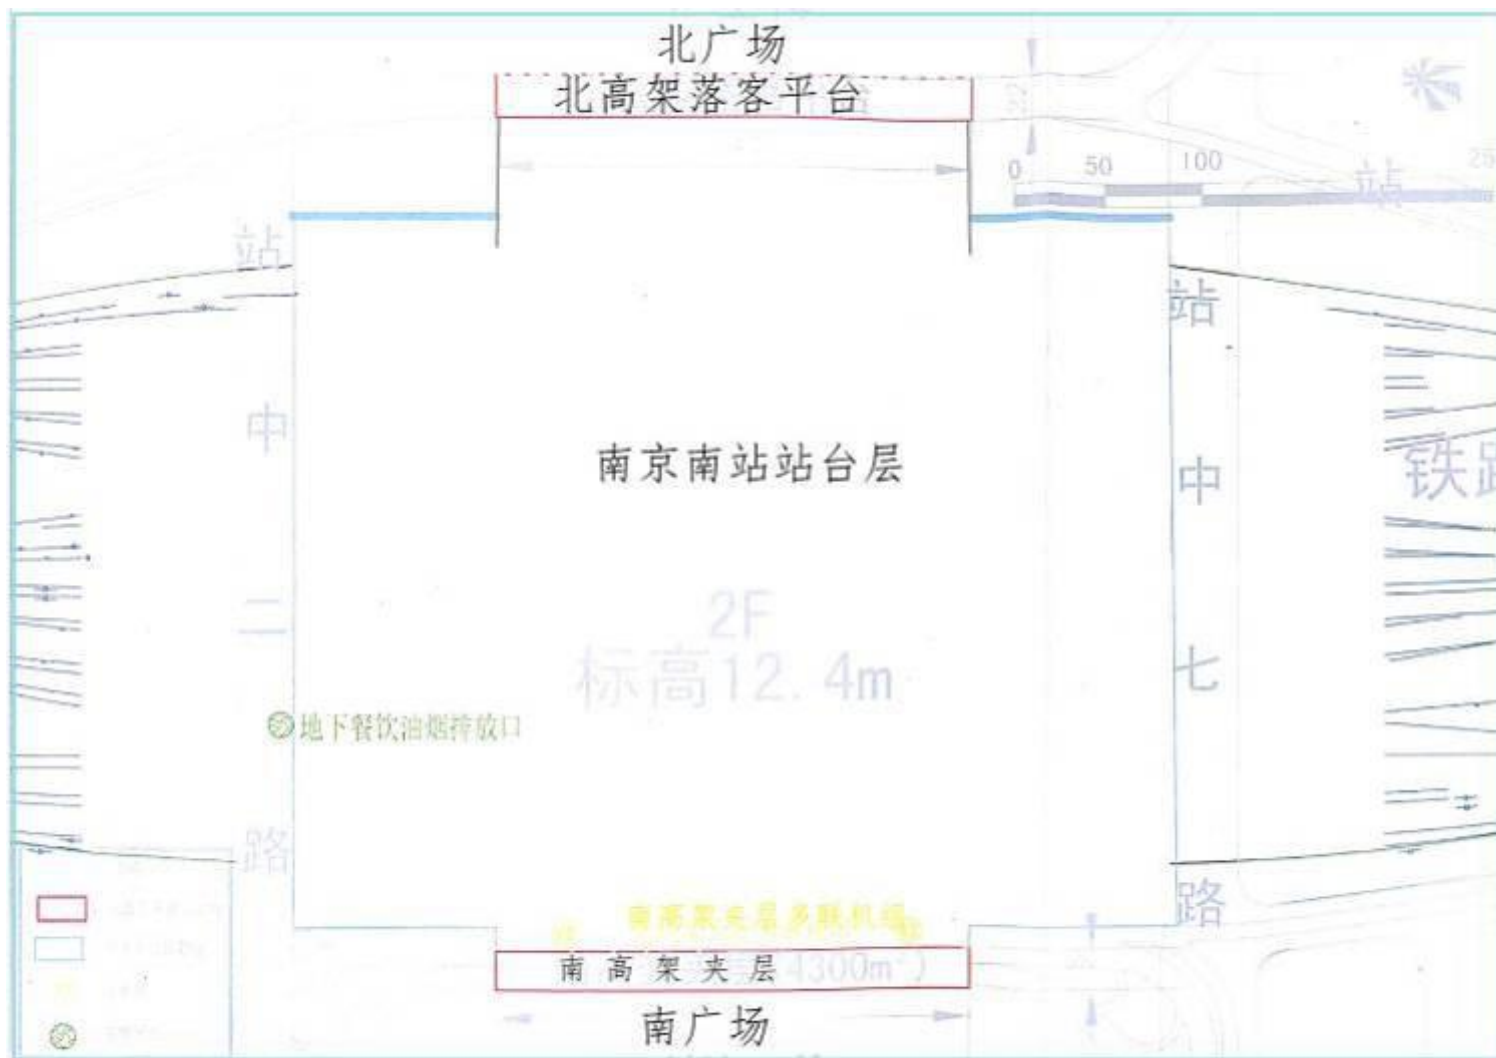 北广场
北高架落客平台
0 50 100
站
站中二路
站中七路
南京南站站台层
铁路
2F
标高12.4m
地下餐饮油烟排放口
南高架夹层多联机组
南高架夹层
4300m²)
南广场